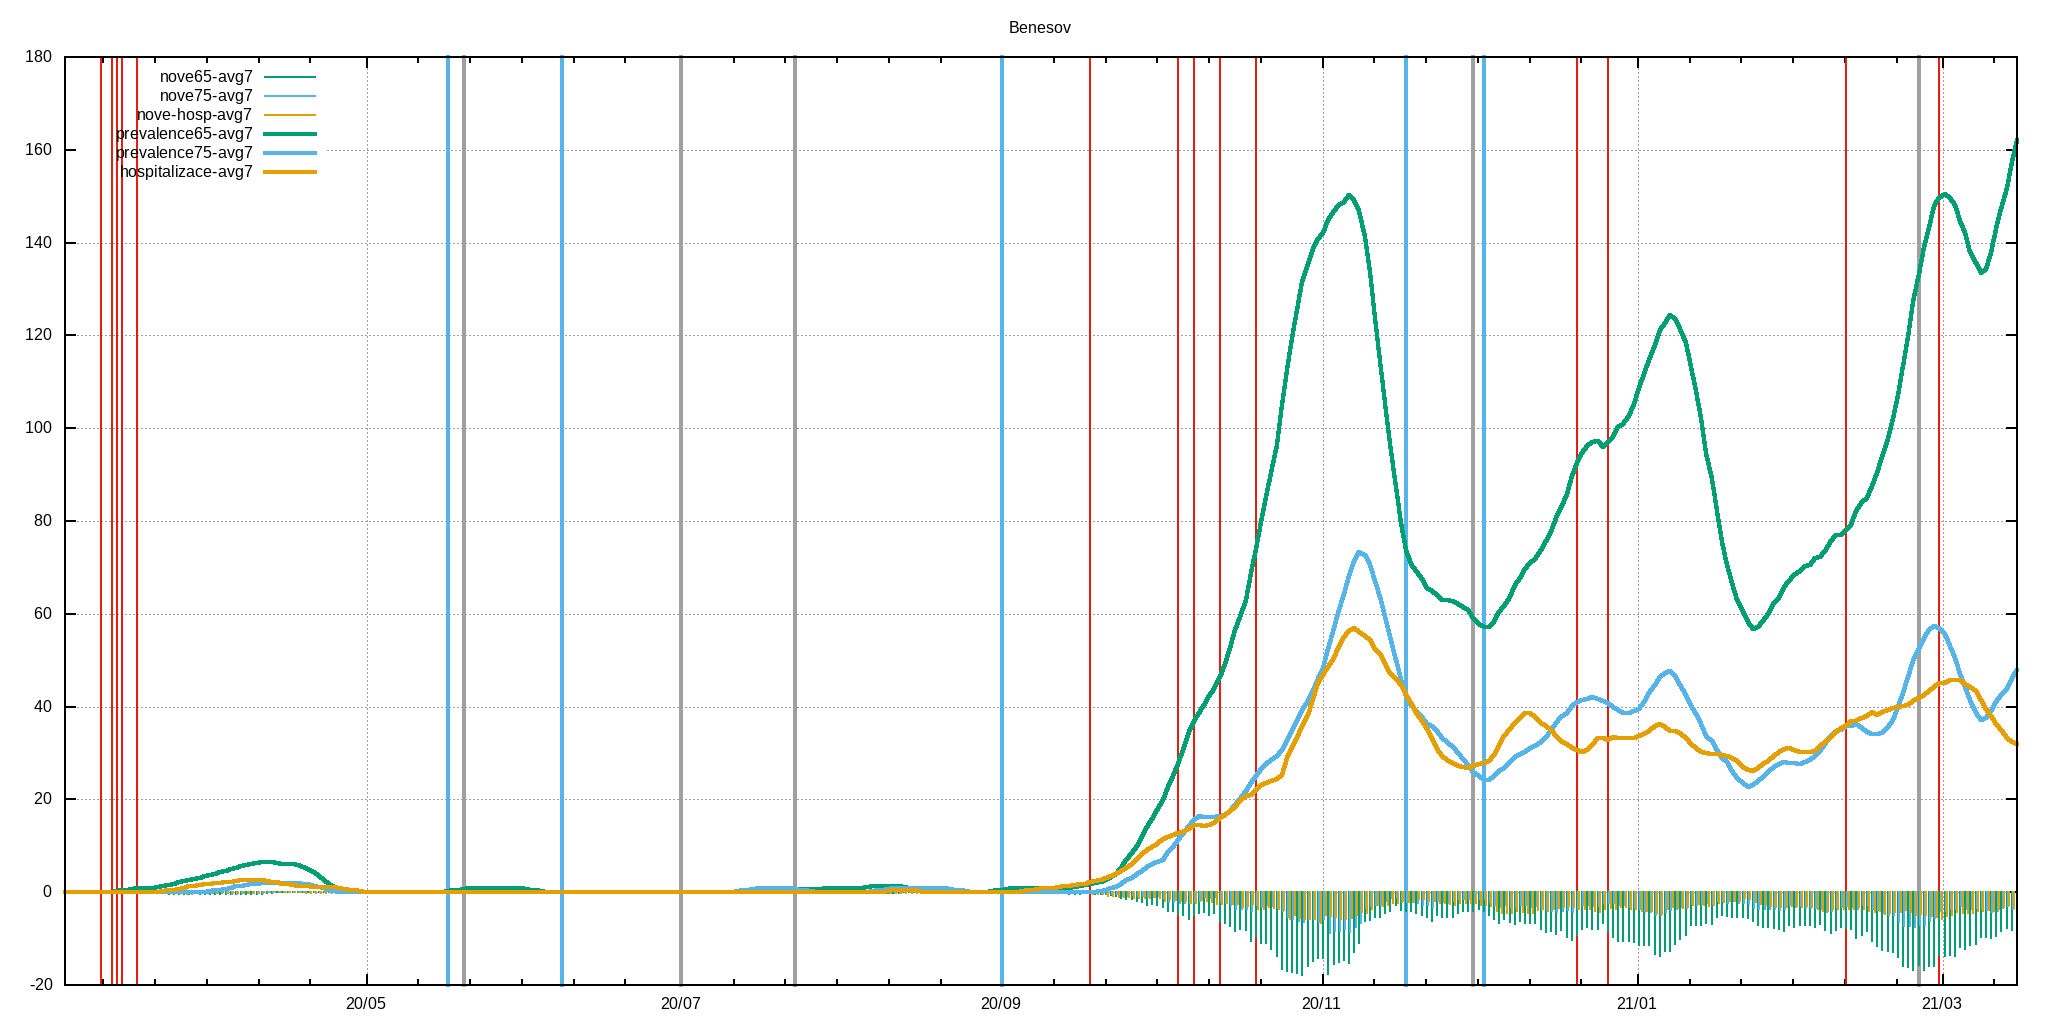 Benesov
180
160
140
120
100
80
60
40
20
0
-20
nove65-avg7
nove75-avg7
nove-hosp-avg7
prevalence65-avg7
prevalence75-avg7
hospitalizace-avg7
20/05 20/07 20/09 20/11 21/01 21/03